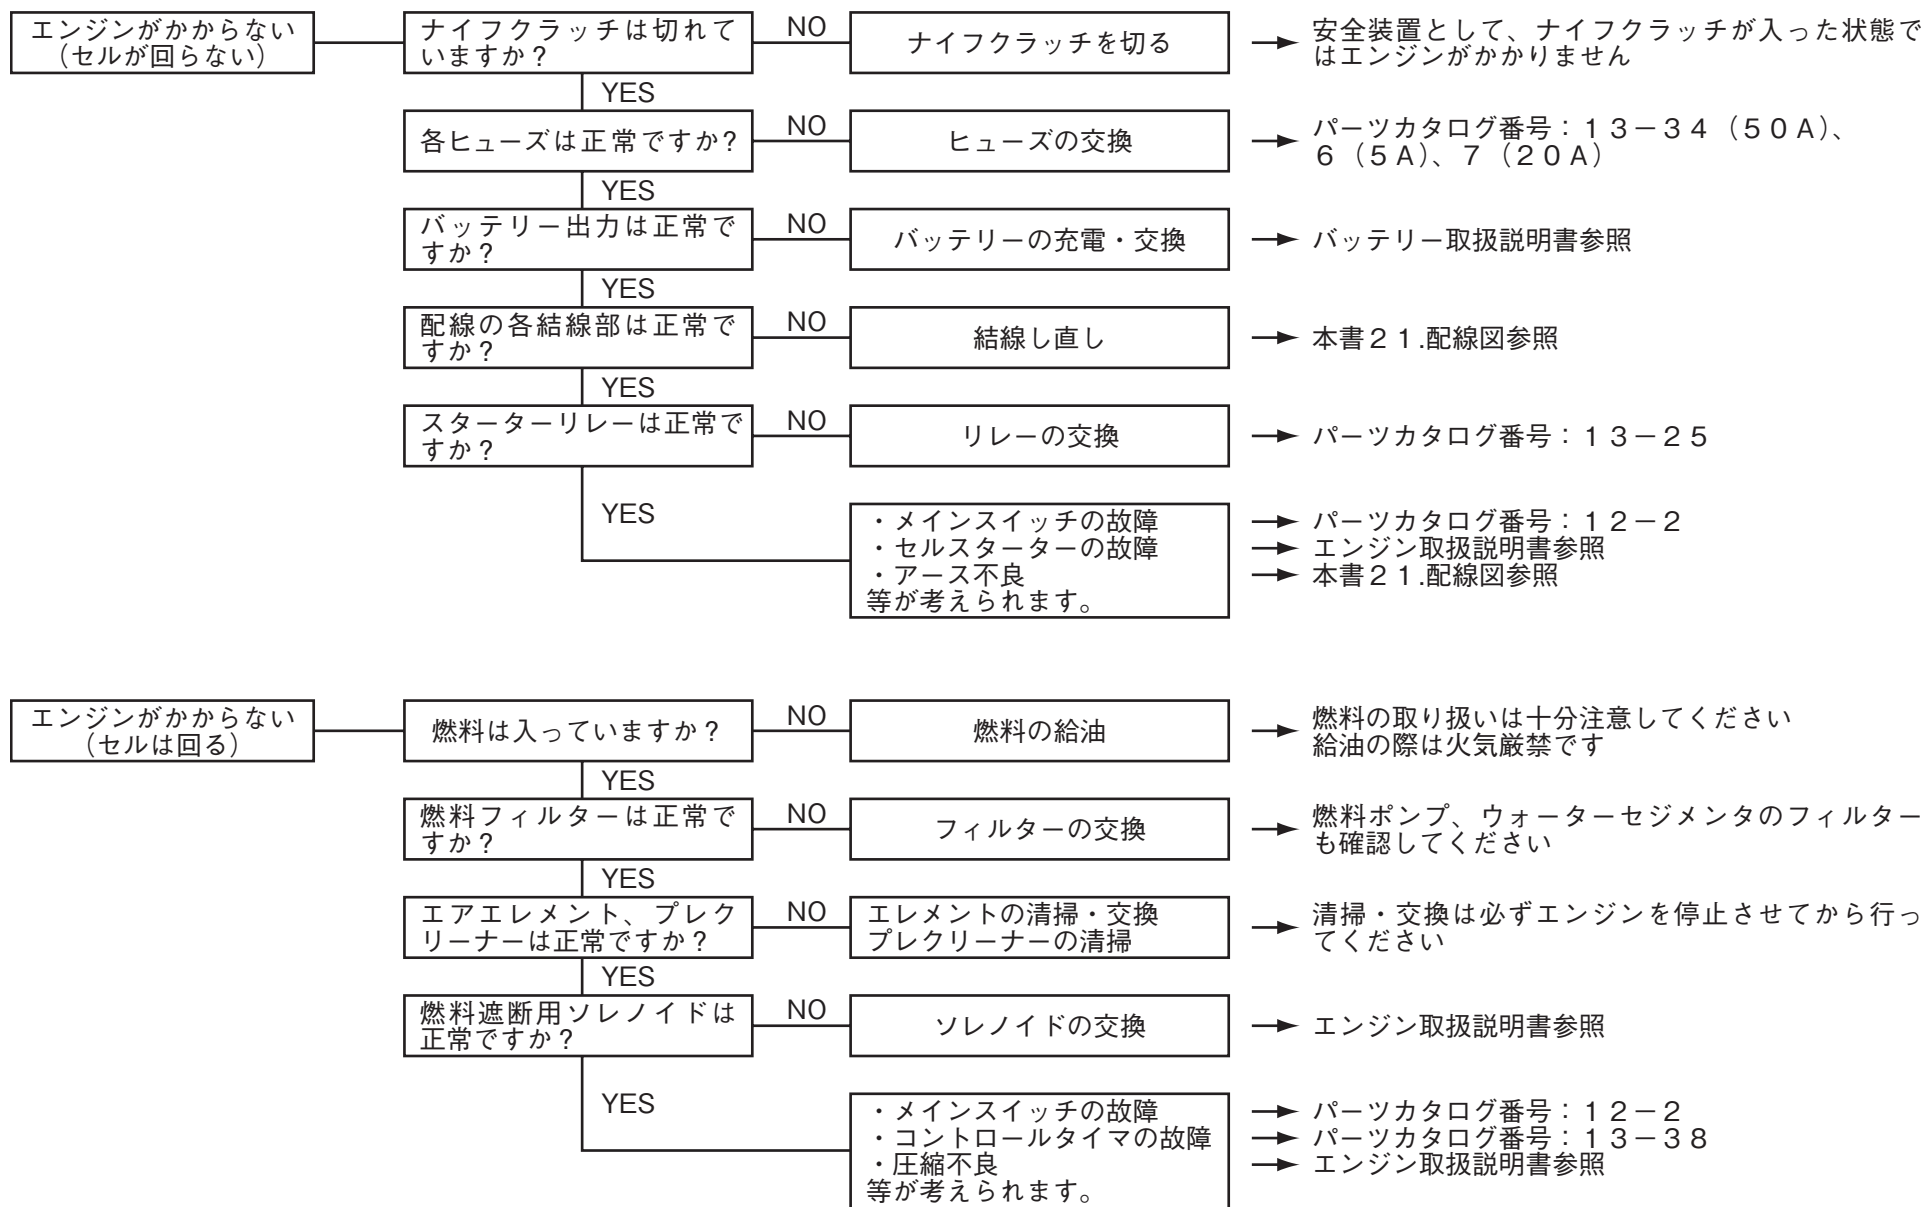 エンジンがかからない
（セルが回らない）
ナイフクラッチは切れて
いますか？
NO
ナイフクラッチを切る
安全装置として、ナイフクラッチが入った状態で
はエンジンがかかりません
YES
各ヒューズは正常ですか？
NO
ヒューズの交換
パーツカタログ番号：１３－３４（５０Ａ）、
６（５Ａ）、７（２０Ａ）
YES
バッテリー出力は正常で
すか？
NO
バッテリーの充電・交換
バッテリー取扱説明書参照
YES
配線の各結線部は正常で
すか？
NO
結線し直し
本書２１.配線図参照
YES
スターターリレーは正常で
すか？
NO
リレーの交換
パーツカタログ番号：１３－２５
YES
・メインスイッチの故障
・セルスターターの故障
・アース不良
等が考えられます。
パーツカタログ番号：１２－２
エンジン取扱説明書参照
本書２１.配線図参照
エンジンがかからない
（セルは回る）
燃料は入っていますか？
NO
燃料の給油
燃料の取り扱いは十分注意してください
給油の際は火気厳禁です
YES
燃料フィルターは正常で
すか？
NO
フィルターの交換
燃料ポンプ、ウォーターセジメンタのフィルター
も確認してください
YES
エアエレメント、プレク
リーナーは正常ですか？
NO
エレメントの清掃・交換
プレクリーナーの清掃
清掃・交換は必ずエンジンを停止させてから行っ
てください
YES
燃料遮断用ソレノイドは
正常ですか？
NO
ソレノイドの交換
エンジン取扱説明書参照
YES
・メインスイッチの故障
・コントロールタイマの故障
・圧縮不良
等が考えられます。
パーツカタログ番号：１２－２
パーツカタログ番号：１３－３８
エンジン取扱説明書参照